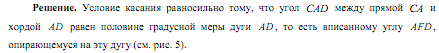 Решение. Условие касания равносильно тому, что угол CAD между прямой CA и
хордой AD равен половине градусной меры дуги AD, то есть вписанному углу AFD,
опирающемуся на эту дугу (см. рис. 5).